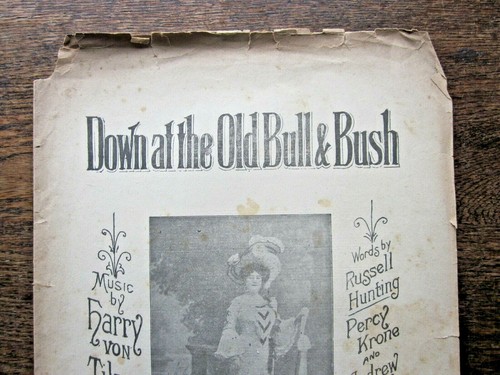 Down at the Old Bull & Bush
Music
by
Harry
von
Words by
Russell
Hunting
Percy
Krone
and